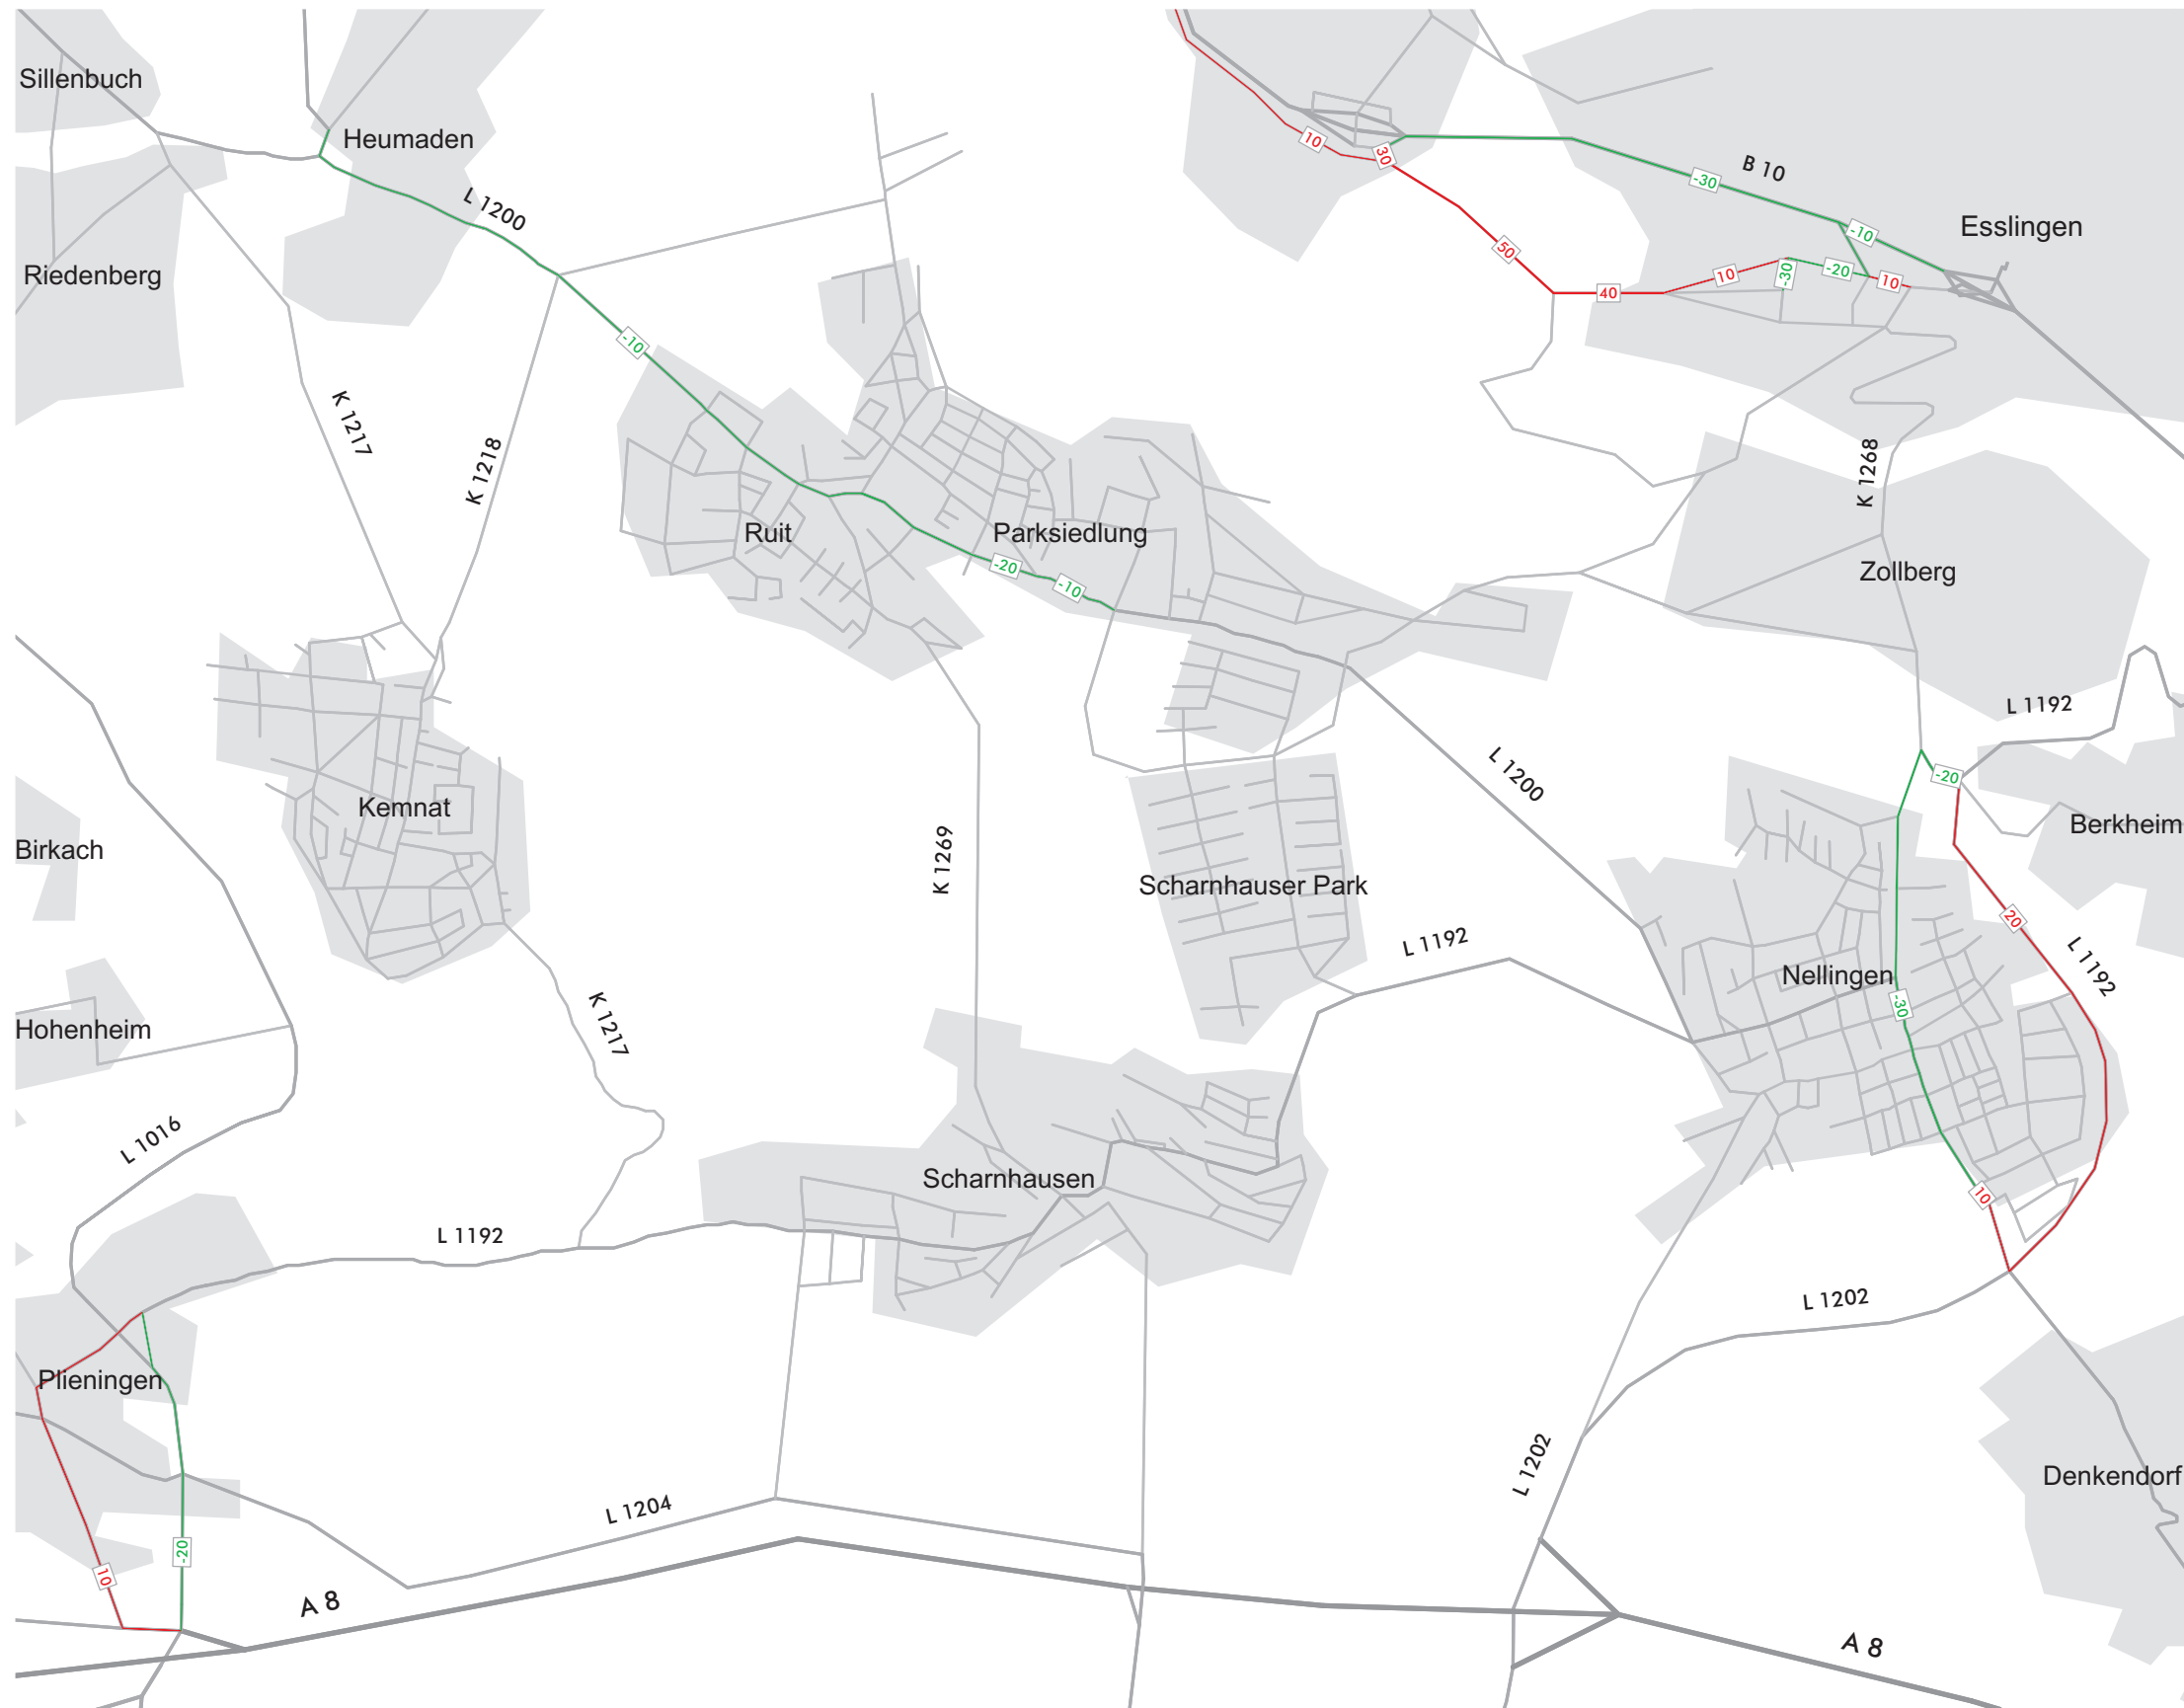 Sillenbuch
Heumaden
10
30
B 10
-30
L 1200
Esslingen
-10
50
Riedenberg
10
-30
-20
10
40
-10
K 1217
K 1218
K 1268
Ruit
Parksiedlung
-20
-10
Zollberg
L 1192
L 1200
-20
Kemnat
Berkheim
Birkach
K 1269
Scharnhauser Park
20
L 1192
L 1192
Nellingen
-30
Hohenheim
K 1217
L 1016
Scharnhausen
10
L 1192
L 1202
Plieningen
L 1202
Denkendorf
L 1204
-20
10
A 8
A 8